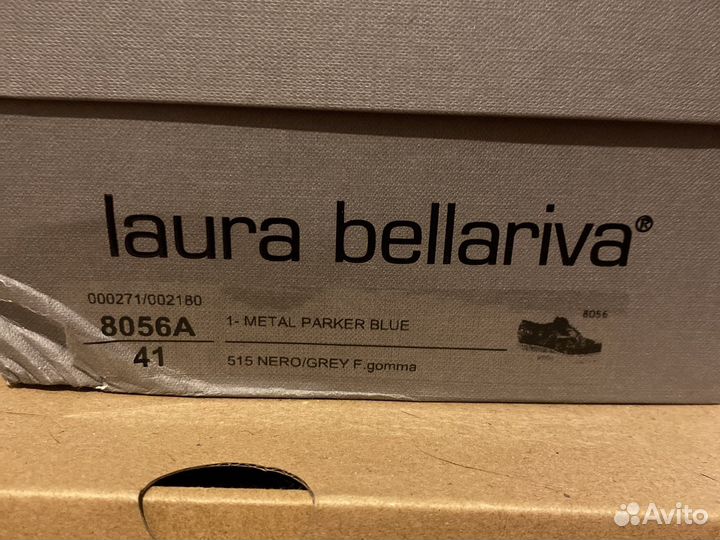 laura bellariva®
000271/002180
8056A
41
1- METAL PARKER BLUE
515 NERO/GREY F.gomma
8056
Avito